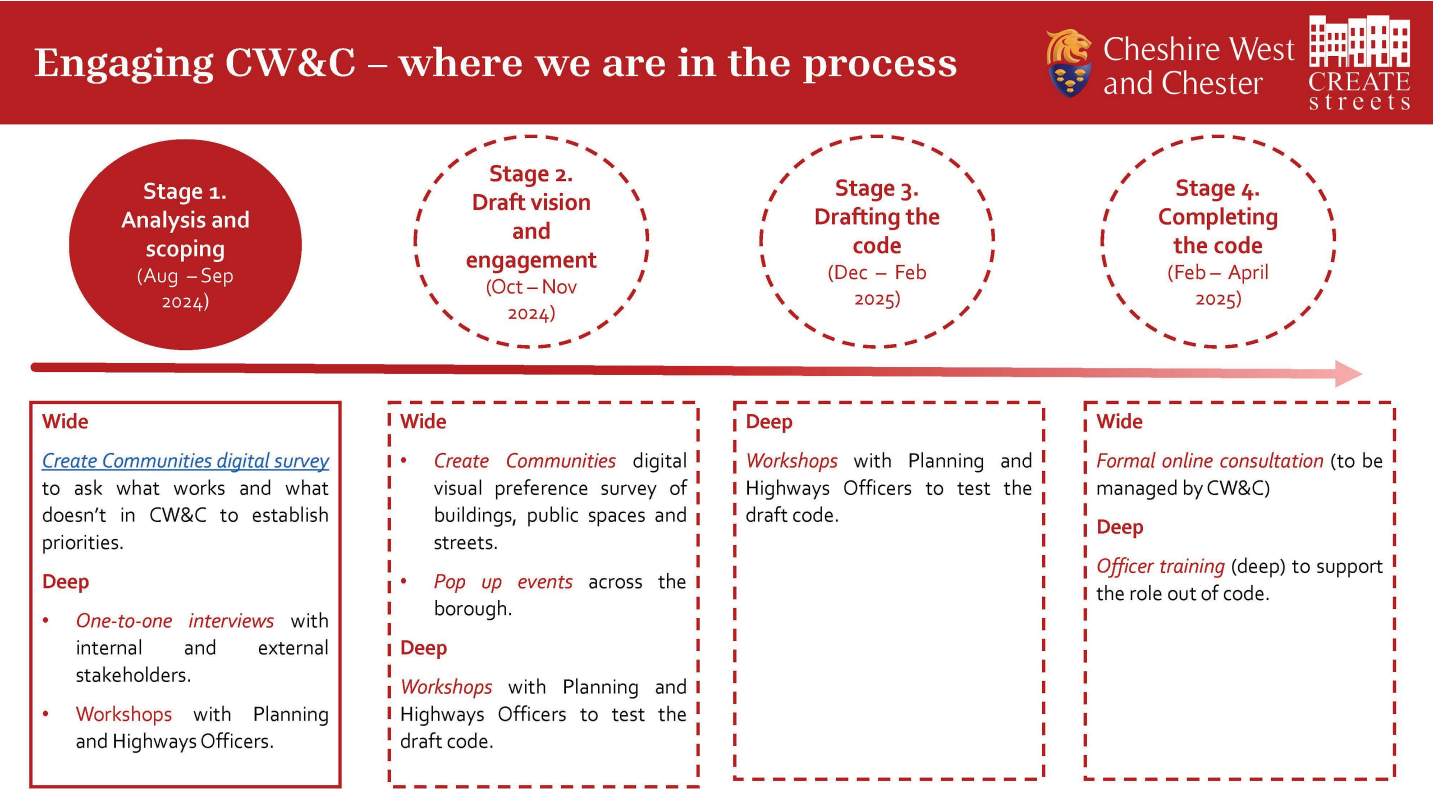 Engaging CW&C – where we are in the process
Cheshire West
and Chester
CREATE
streets
Stage 1.
Analysis and
scoping
(Aug – Sep
2024)
Stage 2.
Draft vision
and
engagement
(Oct – Nov
2024)
Stage 3.
Drafting the
code
(Dec – Feb
2025)
Stage 4.
Completing
the code
(Feb – April
2025)
Wide
Create Communities digital survey
to ask what works and what
doesn't in CW&C to establish
priorities.
Deep
• One-to-one interviews with
internal and external
stakeholders.
• Workshops with Planning
and Highways Officers.
Wide
• Create Communities digital
visual preference survey of
buildings, public spaces and
streets.
• Pop up events across the
borough.
Deep
Workshops with Planning and
Highways Officers to test the
draft code.
Deep
Workshops with Planning and
Highways Officers to test the
draft code.
Wide
Formal online consultation (to be
managed by CW&C)
Deep
Officer training (deep) to support
the role out of code.